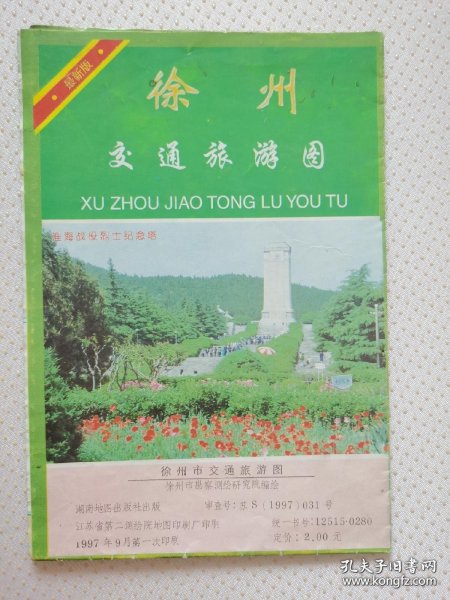 最新版
徐州
交通旅游图
XU ZHOU JIAO TONG LU YOU TU
淮海战役烈士纪念塔
徐州市交通旅游图
徐州市勘察测绘研究院编绘
湖南地图出版社出版 审查号：苏S(1997)031号
江苏省第二测绘院地图印刷厂印刷 统一书号：12515·0280
1997年9月第一次印刷 定价：2.00元
孔夫子旧书网